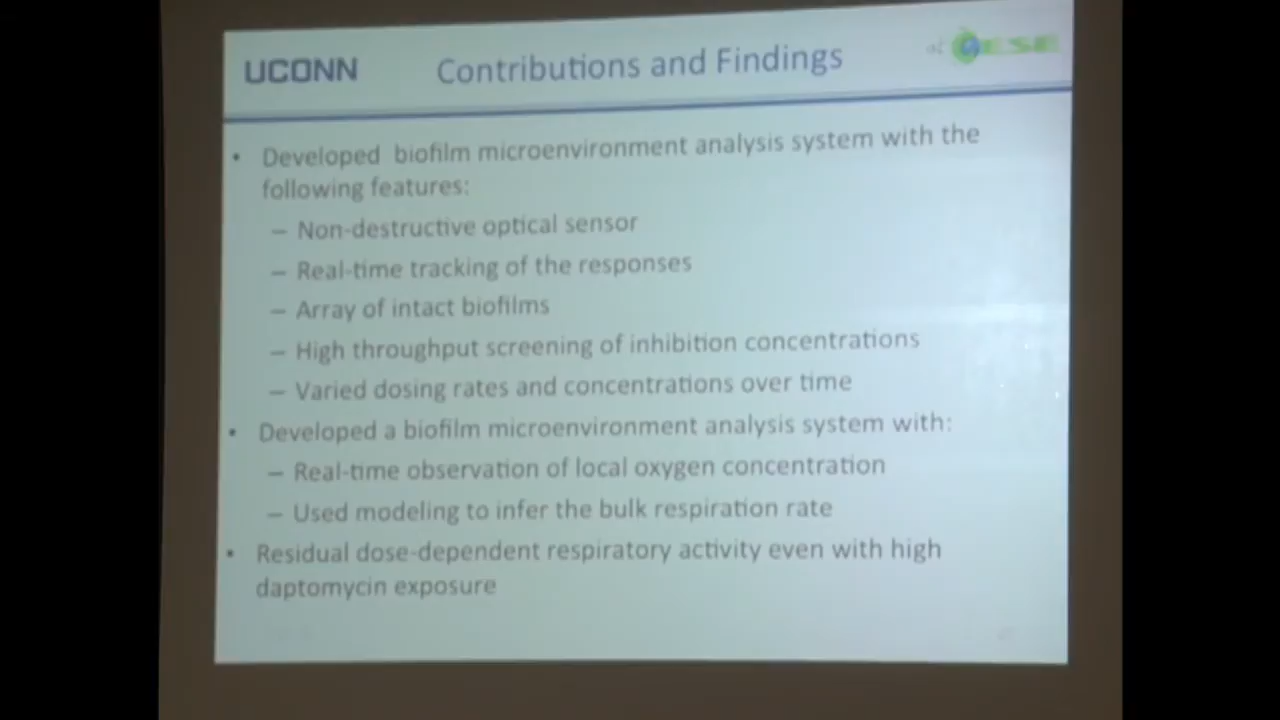 UCONN
Contributions and Findings
• Developed biofilm microenvironment analysis system with the
following features:
– Non-destructive optical sensor
– Real-time tracking of the responses
– Array of intact biofilms
– High throughput screening of inhibition concentrations
– Varied dosing rates and concentrations over time
• Developed a biofilm microenvironment analysis system with:
– Real-time observation of local oxygen concentration
– Used modeling to infer the bulk respiration rate
• Residual dose-dependent respiratory activity even with high
daptomycin exposure